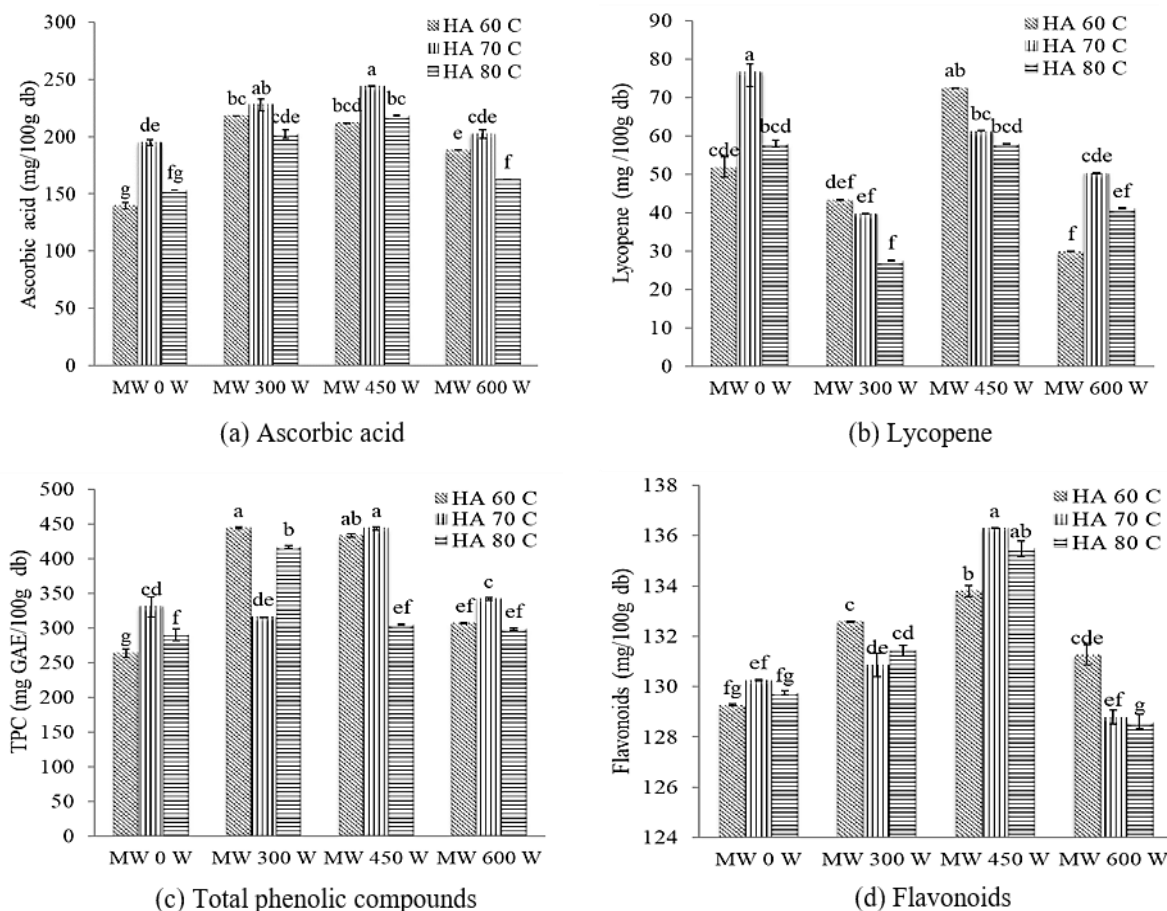 300
250
200
150
100
50
0
Ascorbic acid (mg/100g db)
HA 60 C
HA 70 C
HA 80 C
g
de
fg
bc
ab
cde
bcd
a
bc
e
cde
f
MW 0 W
MW 300 W
MW 450 W
MW 600 W
(a) Ascorbic acid
90
80
70
60
50
40
30
20
10
0
Lycopene (mg /100g db)
HA 60 C
HA 70 C
HA 80 C
cde
a
bcd
def
ef
f
ab
bc
bcd
f
cde
ef
MW 0 W
MW 300 W
MW 450 W
MW 600 W
(b) Lycopene
500
450
400
350
300
250
200
150
100
50
0
TPC (mg GAE/100g db)
HA 60 C
HA 70 C
HA 80 C
g
cd
f
a
de
b
ab
a
ef
ef
c
ef
MW 0 W
MW 300 W
MW 450 W
MW 600 W
(c) Total phenolic compounds
138
136
134
132
130
128
126
124
Flavonoids (mg/100g db)
HA 60 C
HA 70 C
HA 80 C
fg
ef
fg
c
de
cd
b
a
ab
cde
ef
g
MW 0 W
MW 300 W
MW 450 W
MW 600 W
(d) Flavonoids